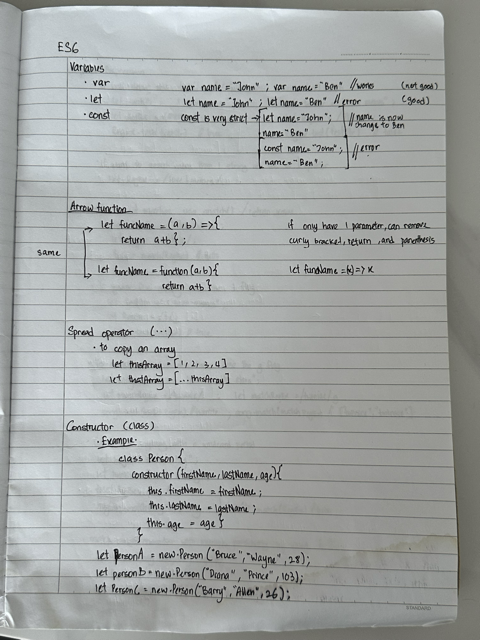 ES6
Variables
• var var name = "John" ; var name = "Ben" // works (not good)
• let let name = "John" ; let name = "Ben" // error (good)
• const const is very strict → let name = "John"; // name is now
name = "Ben" change to Ben
const name = "John"; // error
name = "Ben";
Arrow function
let funcName = (a,b) => { if only have 1 parameter, can remove
return a+b } ; curly bracket, return, and parenthesis
same
let funcName = function (a,b) { let funcName = (x) => x
return a+b }
Spread operator (...)
• to copy an array
let thisArray = [1, 2, 3, 4]
let thatArray = [...thisArray]
Constructor (class)
• Example.
class Person {
constructor (firstName, lastName, age) {
this.firstName = firstName ;
this.lastName = lastName ;
this.age = age }
}
let personA = new.Person ("Bruce", "Wayne", 28);
let person B = new.Person ("Diana", "Prince", 103);
let PersonC = new.Person ("Barry", "Allen", 26);
STANDARD